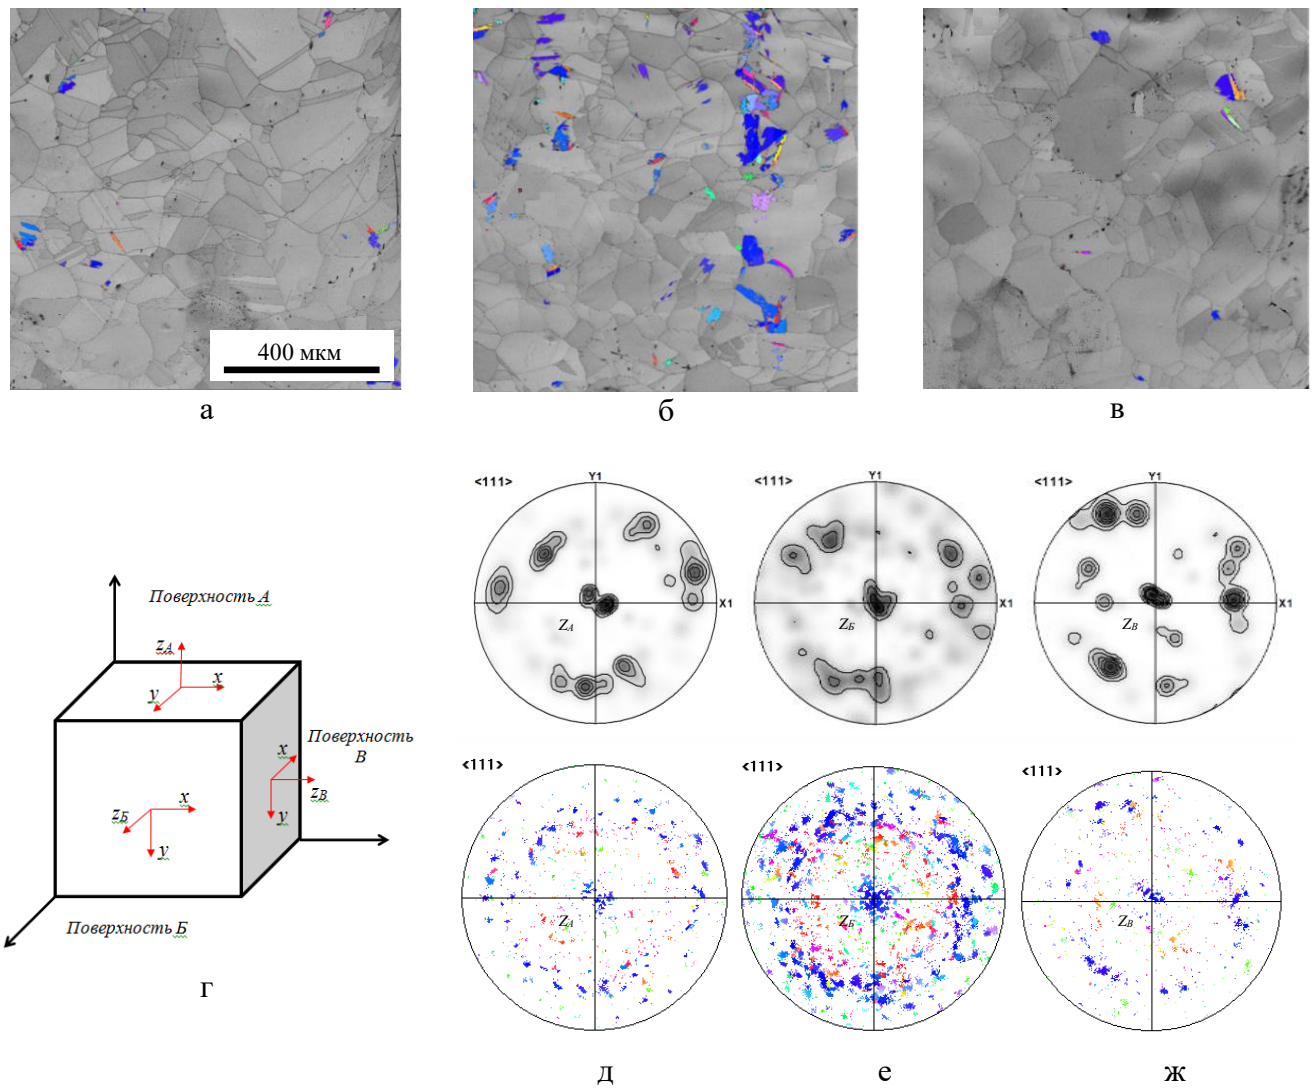 400 мкм
а
б
в
Поверхность А
zА
x
y
Поверхность
В
x
zВ
y
zБ
x
y
Поверхность Б
г
<111>
Y1
X1
ZА
<111>
Y1
X1
ZБ
<111>
Y1
X1
ZВ
<111>
ZА
<111>
ZБ
<111>
ZВ
д
е
ж